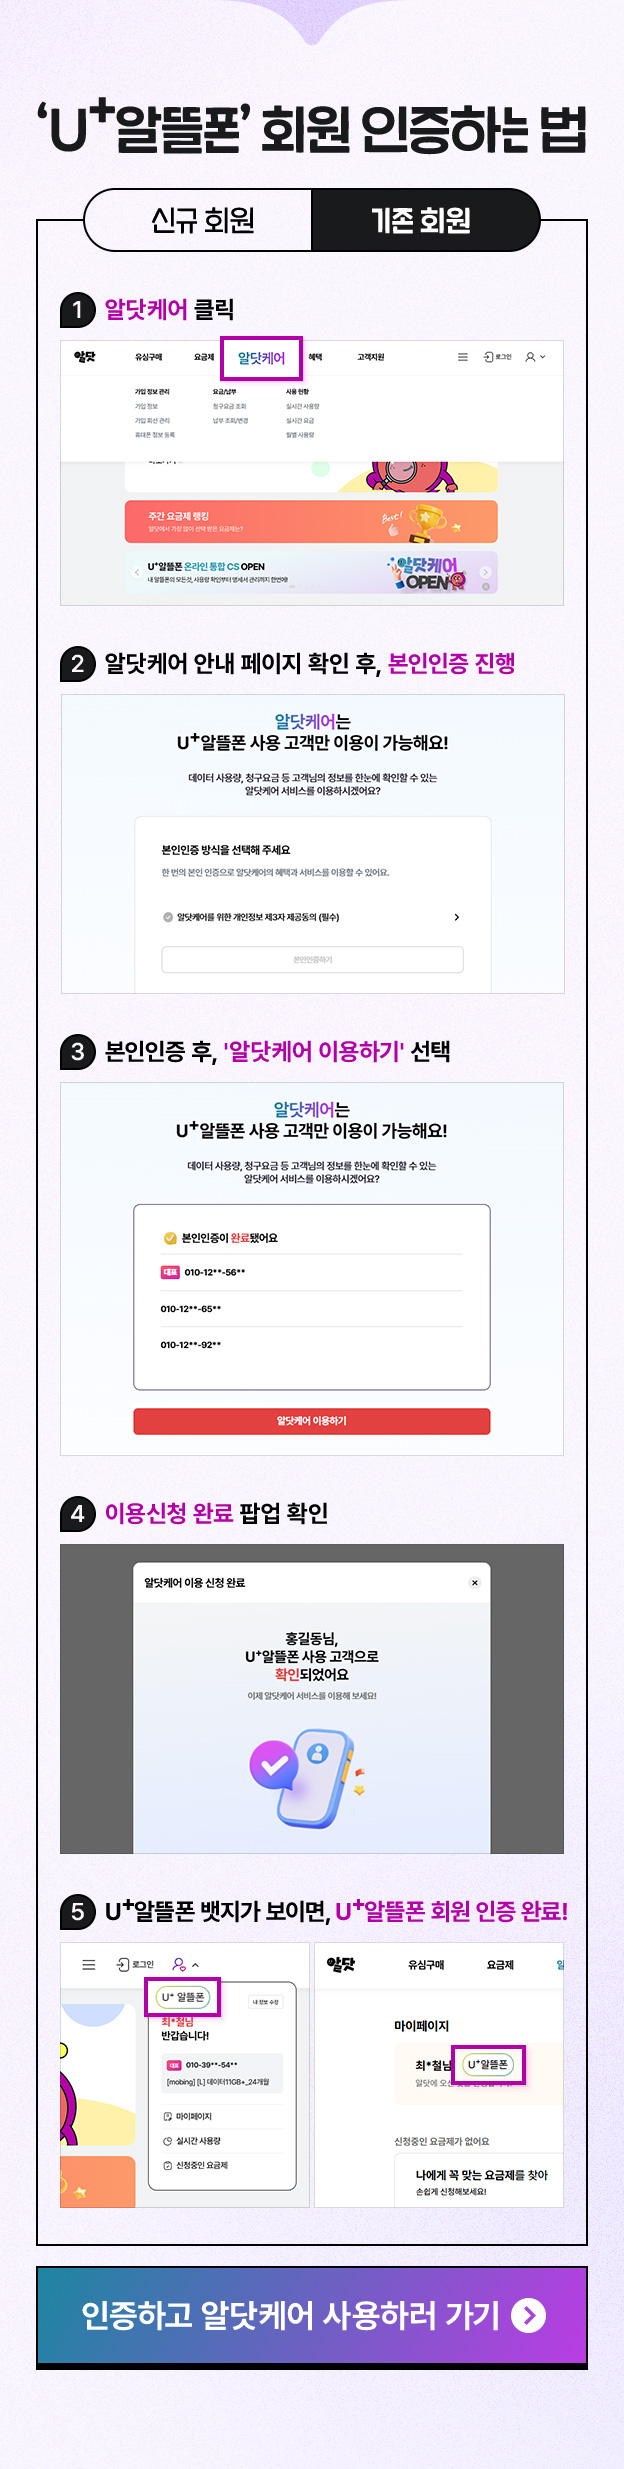 ‘U⁺알뜰폰’ 회원 인증하는 법
신규 회원
기존 회원
1 알닷케어 클릭
알닷
유심구매
요금제
알닷케어
혜택
고객지원
로그인
가입 정보 관리
요금/납부
사용 현황
가입 정보
청구요금 조회
실시간 사용량
가입 회선 관리
납부 조회/변경
실시간 요금
휴대폰 정보 등록
월별 사용량
주간 요금제 랭킹
알닷에서 가장 많이 선택 받은 요금제는?
Best!
U⁺알뜰폰 온라인 통합 CS OPEN
내 알뜰폰의 모든것, 사용량 확인부터 명세서 관리까지 한번에!
알닷케어
OPEN
2 알닷케어 안내 페이지 확인 후, 본인인증 진행
알닷케어는
U⁺알뜰폰 사용 고객만 이용이 가능해요!
데이터 사용량, 청구요금 등 고객님의 정보를 한눈에 확인할 수 있는
알닷케어 서비스를 이용하시겠어요?
본인인증 방식을 선택해 주세요
한 번의 본인 인증으로 알닷케어의 혜택과 서비스를 이용할 수 있어요.
알닷케어를 위한 개인정보 제3자 제공동의 (필수)
본인인증하기
3 본인인증 후, '알닷케어 이용하기' 선택
알닷케어는
U⁺알뜰폰 사용 고객만 이용이 가능해요!
데이터 사용량, 청구요금 등 고객님의 정보를 한눈에 확인할 수 있는
알닷케어 서비스를 이용하시겠어요?
본인인증이 완료됐어요
대표 010-12**-56**
010-12**-65**
010-12**-92**
알닷케어 이용하기
4 이용신청 완료 팝업 확인
알닷케어 이용 신청 완료
홍길동님,
U⁺알뜰폰 사용 고객으로
확인되었어요
이제 알닷케어 서비스를 이용해 보세요!
5 U⁺알뜰폰 뱃지가 보이면, U⁺알뜰폰 회원 인증 완료!
로그인
U⁺ 알뜰폰
내 정보 수정
최*철님
반갑습니다!
대표 010-39**-54**
[mobing] [L] 데이터11GB+_24개월
마이페이지
실시간 사용량
신청중인 요금제
알닷
유심구매
요금제
마이페이지
최*철님 U⁺알뜰폰
신청중인 요금제가 없어요
나에게 꼭 맞는 요금제를 찾아
손쉽게 신청해보세요!
인증하고 알닷케어 사용하러 가기